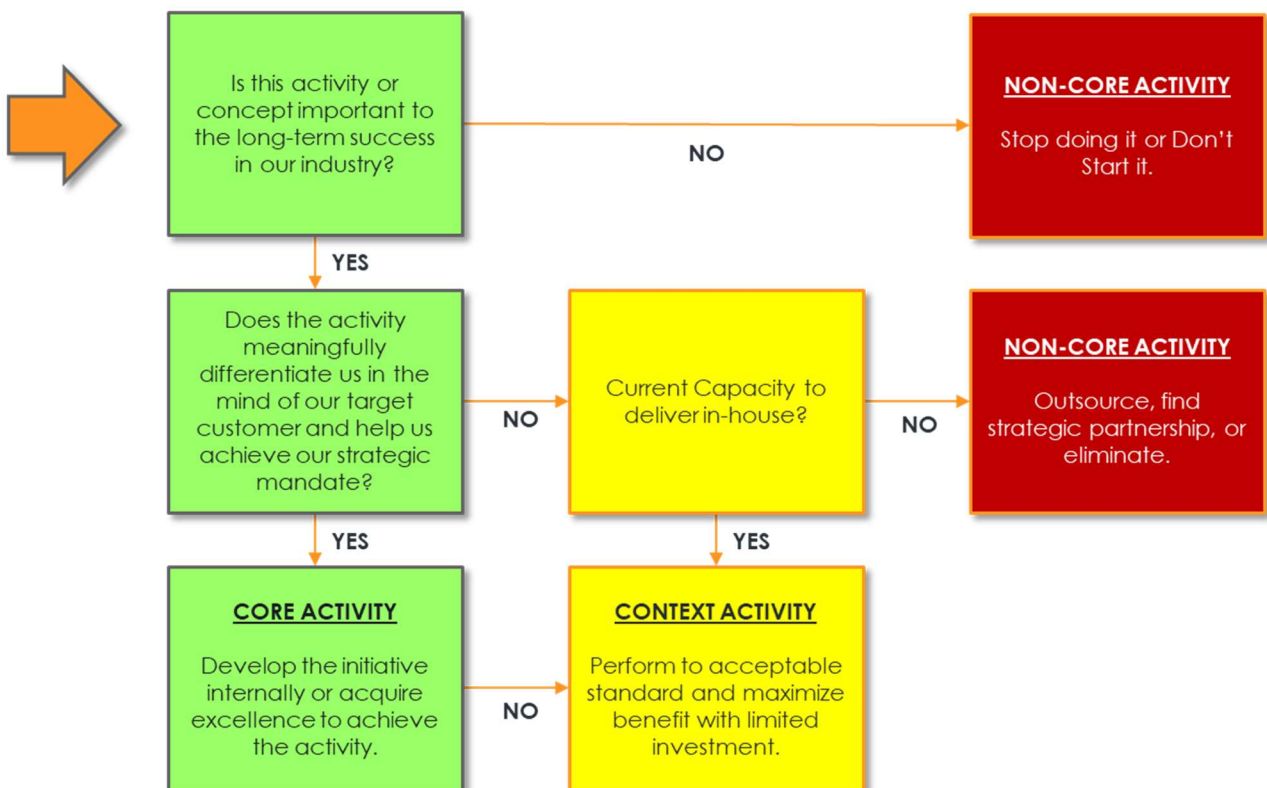 Is this activity or
concept important to
the long-term success
in our industry?
NO
NON-CORE ACTIVITY
Stop doing it or Don't
Start it.
YES
Does the activity
meaningfully
differentiate us in the
mind of our target
customer and help us
achieve our strategic
mandate?
NO
Current Capacity to
deliver in-house?
NO
NON-CORE ACTIVITY
Outsource, find
strategic partnership, or
eliminate.
YES
YES
CORE ACTIVITY
Develop the initiative
internally or acquire
excellence to achieve
the activity.
NO
CONTEXT ACTIVITY
Perform to acceptable
standard and maximize
benefit with limited
investment.